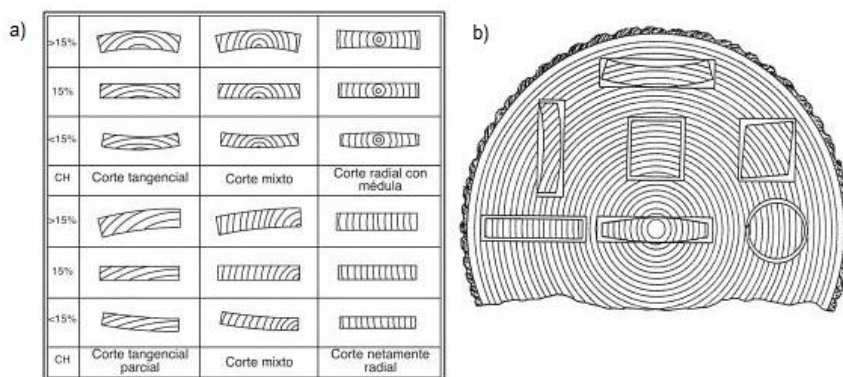 a)
b)
>15%
15%
<15%
CH Corte tangencial Corte mixto Corte radial con
médula
>15%
15%
<15%
CH Corte tangencial
parcial Corte mixto Corte netamente
radial